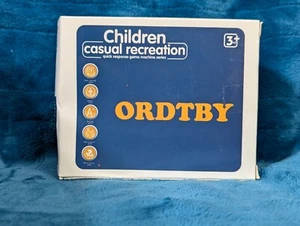 Children
casual recreation
quick response game machine series
3+
ORDTBY